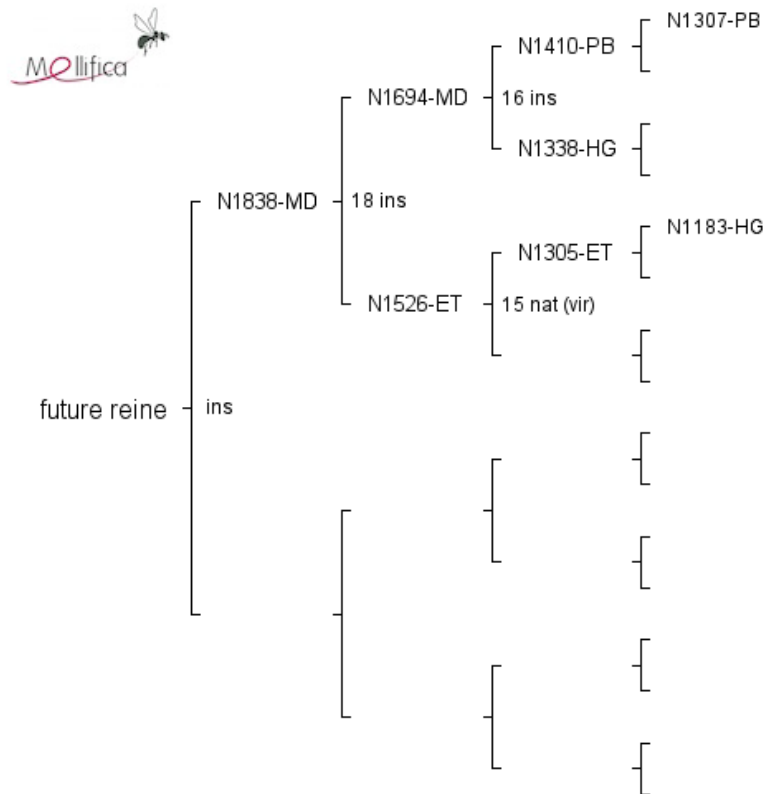 Mellifica
N1307-PB
N1410-PB
N1694-MD
16 ins
N1338-HG
N1838-MD
18 ins
N1183-HG
N1305-ET
N1526-ET
15 nat (vir)
future reine
ins